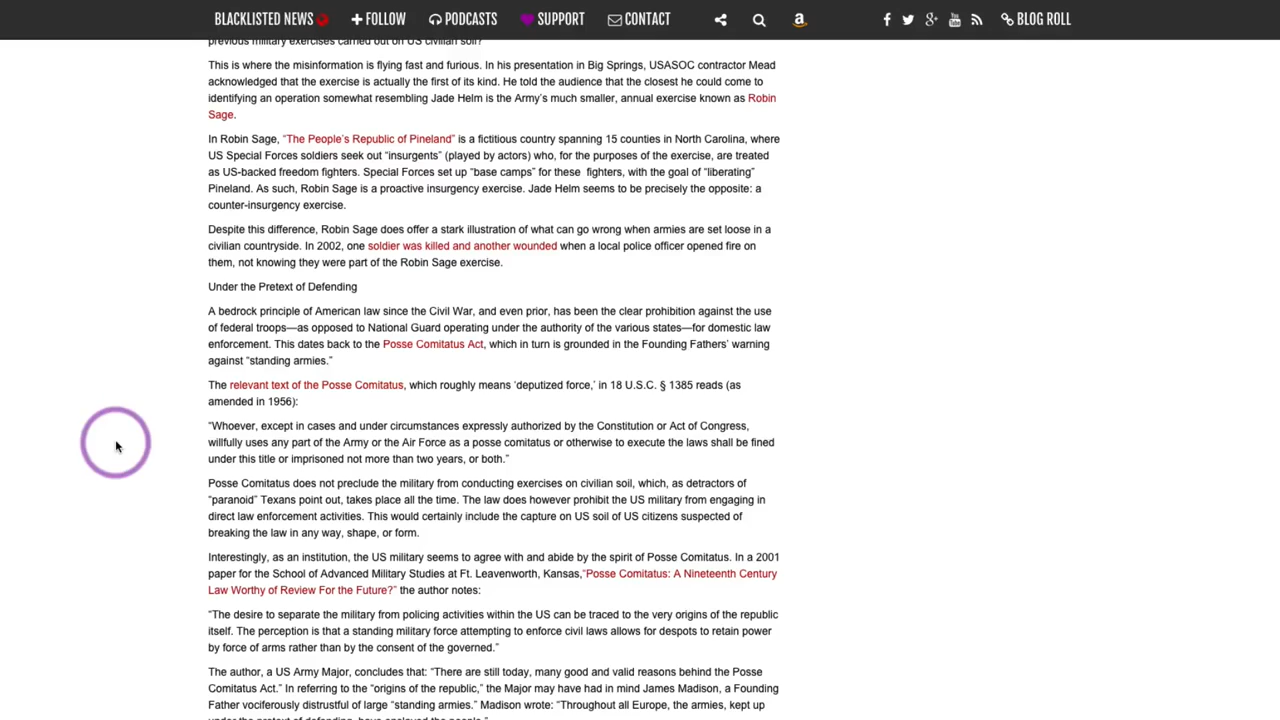 BLACKLISTED NEWS FOLLOW PODCASTS SUPPORT CONTACT BLOG ROLL
previous military exercises carried out on US civilian soil?
This is where the misinformation is flying fast and furious. In his presentation in Big Springs, USASOC contractor Mead
acknowledged that the exercise is actually the first of its kind. He told the audience that the closest he could come to
identifying an operation somewhat resembling Jade Helm is the Army’s much smaller, annual exercise known as Robin
Sage.
In Robin Sage, “The People’s Republic of Pineland” is a fictitious country spanning 15 counties in North Carolina, where
US Special Forces soldiers seek out “insurgents” (played by actors) who, for the purposes of the exercise, are treated
as US-backed freedom fighters. Special Forces set up “base camps” for these fighters, with the goal of “liberating”
Pineland. As such, Robin Sage is a proactive insurgency exercise. Jade Helm seems to be precisely the opposite: a
counter-insurgency exercise.
Despite this difference, Robin Sage does offer a stark illustration of what can go wrong when armies are set loose in a
civilian countryside. In 2002, one soldier was killed and another wounded when a local police officer opened fire on
them, not knowing they were part of the Robin Sage exercise.
Under the Pretext of Defending
A bedrock principle of American law since the Civil War, and even prior, has been the clear prohibition against the use
of federal troops—as opposed to National Guard operating under the authority of the various states—for domestic law
enforcement. This dates back to the Posse Comitatus Act, which in turn is grounded in the Founding Fathers’ warning
against “standing armies.”
The relevant text of the Posse Comitatus, which roughly means ‘deputized force,’ in 18 U.S.C. § 1385 reads (as
amended in 1956):
“Whoever, except in cases and under circumstances expressly authorized by the Constitution or Act of Congress,
willfully uses any part of the Army or the Air Force as a posse comitatus or otherwise to execute the laws shall be fined
under this title or imprisoned not more than two years, or both.”
Posse Comitatus does not preclude the military from conducting exercises on civilian soil, which, as detractors of
“paranoid” Texans point out, takes place all the time. The law does however prohibit the US military from engaging in
direct law enforcement activities. This would certainly include the capture on US soil of US citizens suspected of
breaking the law in any way, shape, or form.
Interestingly, as an institution, the US military seems to agree with and abide by the spirit of Posse Comitatus. In a 2001
paper for the School of Advanced Military Studies at Ft. Leavenworth, Kansas,“Posse Comitatus: A Nineteenth Century
Law Worthy of Review For the Future?” the author notes:
“The desire to separate the military from policing activities within the US can be traced to the very origins of the republic
itself. The perception is that a standing military force attempting to enforce civil laws allows for despots to retain power
by force of arms rather than by the consent of the governed.”
The author, a US Army Major, concludes that: “There are still today, many good and valid reasons behind the Posse
Comitatus Act.” In referring to the “origins of the republic,” the Major may have had in mind James Madison, a Founding
Father vociferously distrustful of large “standing armies.” Madison wrote: “Throughout all Europe, the armies, kept up
under the pretext of defending, have enslaved the people.”